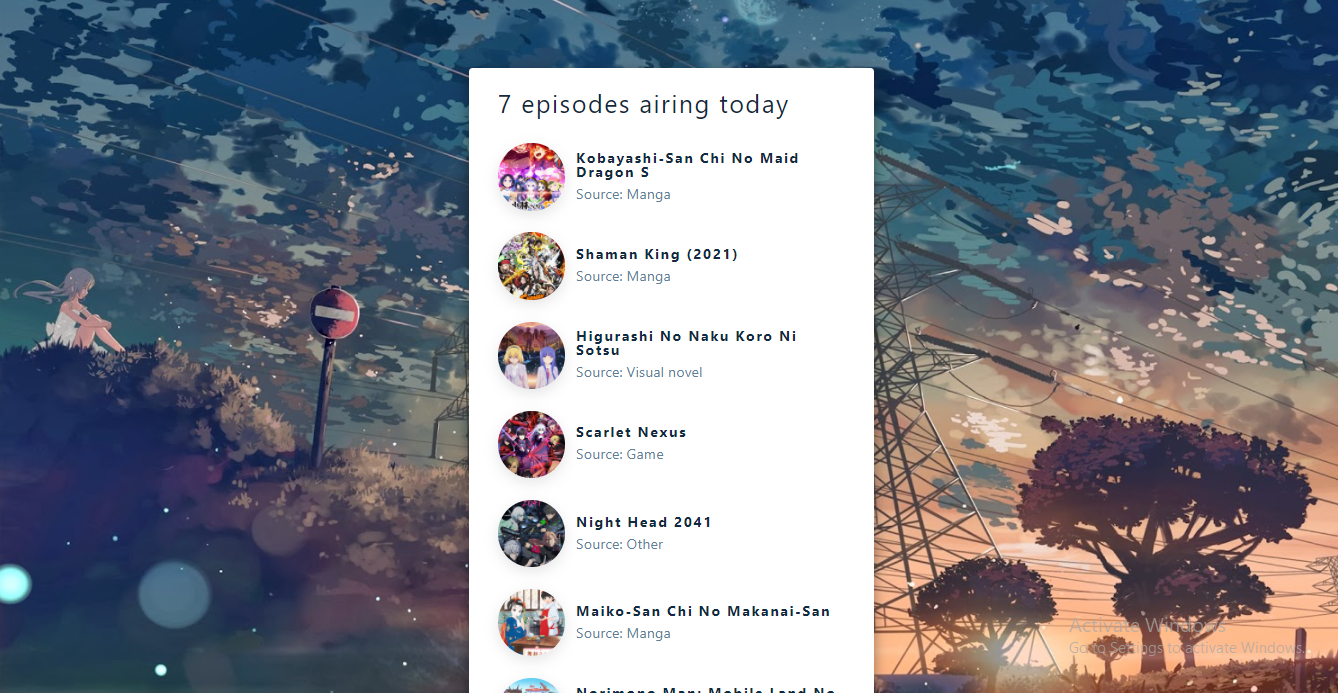 7 episodes airing today
Kobayashi-San Chi No Maid
Dragon S
Source: Manga
Shaman King (2021)
Source: Manga
Higurashi No Naku Koro Ni
Sotsu
Source: Visual novel
Scarlet Nexus
Source: Game
Night Head 2041
Source: Other
Maiko-San Chi No Makanai-San
Source: Manga
Norimono Man: Mobile Land No
Activate Windows
Go to Settings to activate Windows.